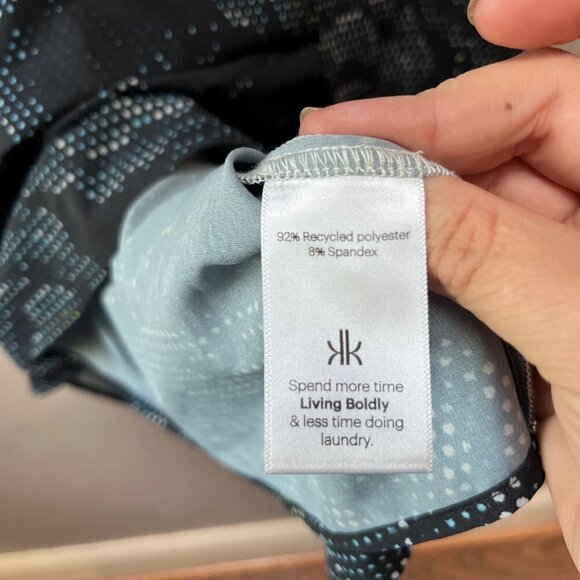 92% Recycled polyester
8% Spandex
kk
Spend more time
Living Boldly
& less time doing
laundry.